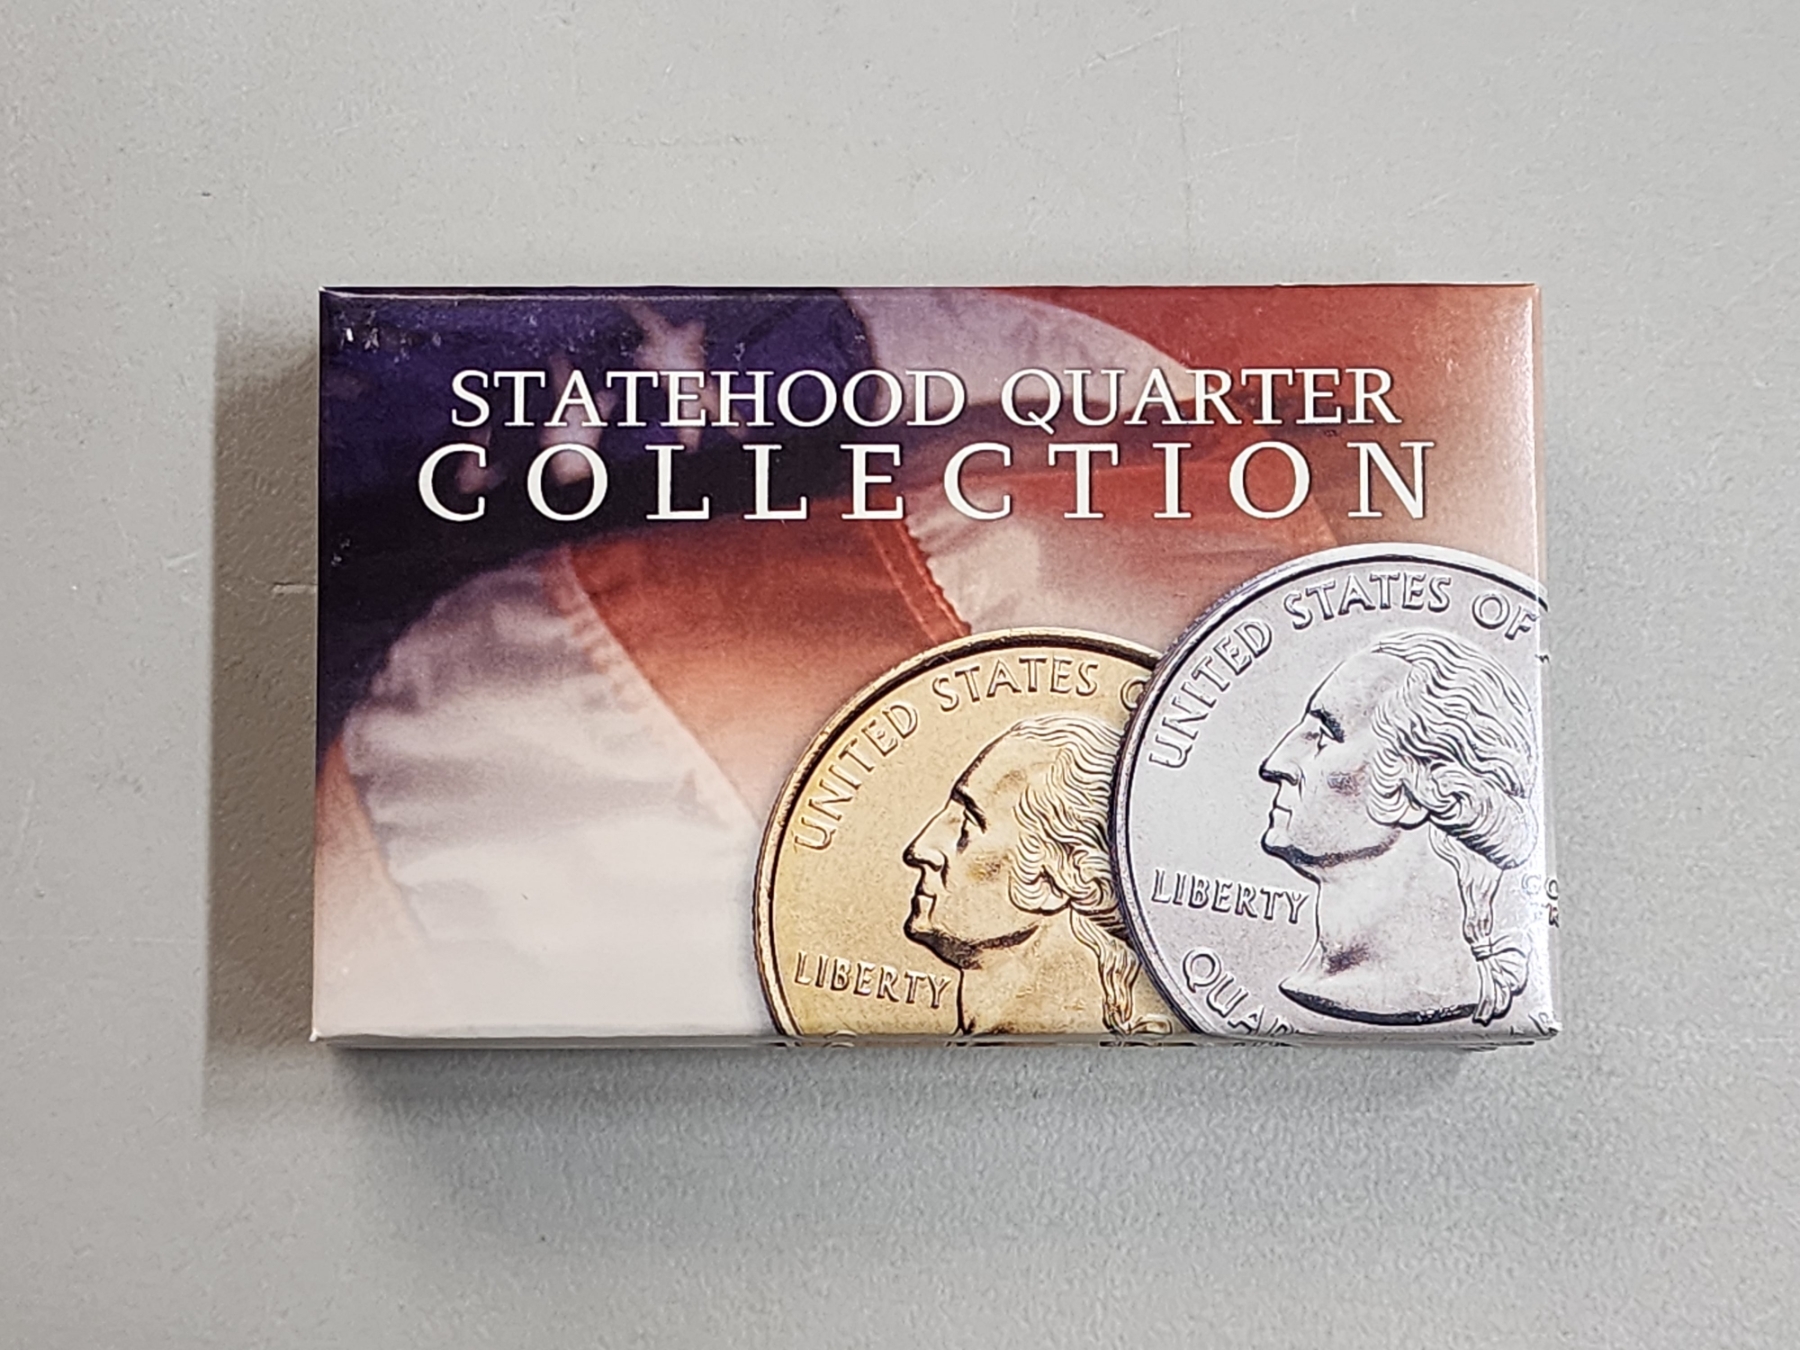 STATEHOOD QUARTER
COLLECTION
UNITED STATES
LIBERTY
UNITED STATES OF
LIBERTY